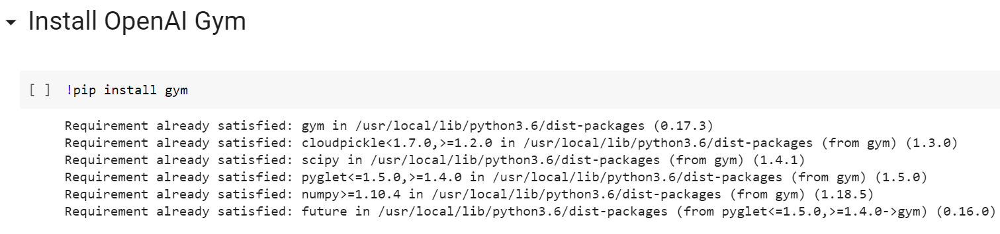 Install OpenAI Gym
[ ] !pip install gym
Requirement already satisfied: gym in /usr/local/lib/python3.6/dist-packages (0.17.3)
Requirement already satisfied: cloudpickle<1.7.0,>=1.2.0 in /usr/local/lib/python3.6/dist-packages (from gym) (1.3.0)
Requirement already satisfied: scipy in /usr/local/lib/python3.6/dist-packages (from gym) (1.4.1)
Requirement already satisfied: pyglet<=1.5.0,>=1.4.0 in /usr/local/lib/python3.6/dist-packages (from gym) (1.5.0)
Requirement already satisfied: numpy>=1.10.4 in /usr/local/lib/python3.6/dist-packages (from gym) (1.18.5)
Requirement already satisfied: future in /usr/local/lib/python3.6/dist-packages (from pyglet<=1.5.0,>=1.4.0->gym) (0.16.0)